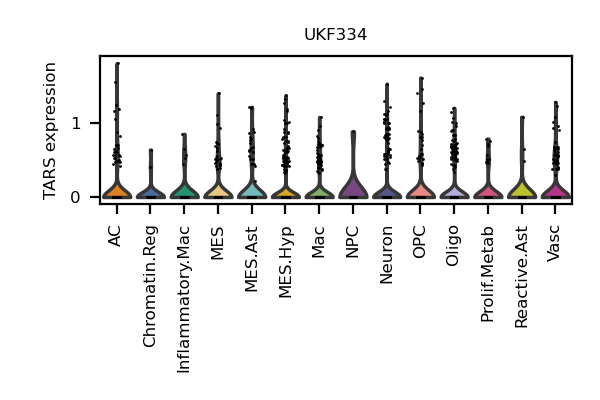 UKF334
TARS expression
1
0
AC
Chromatin.Reg
Inflammatory.Mac
MES
MES.Ast
MES.Hyp
Mac
NPC
Neuron
OPC
Oligo
Prolif.Metab
Reactive.Ast
Vasc